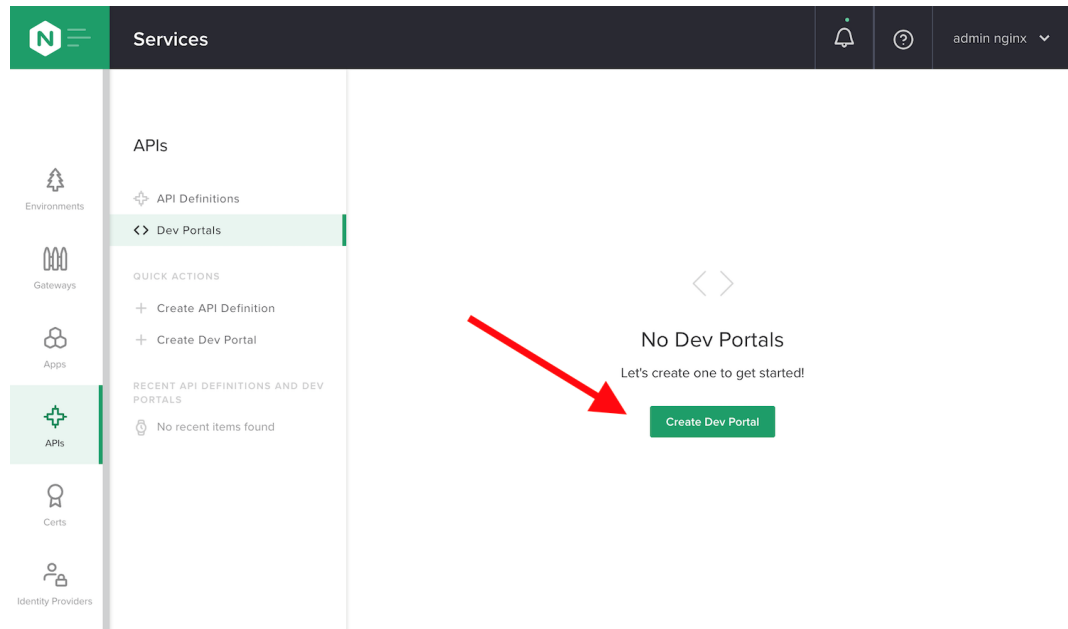 N
Services
admin nginx
Environments
Gateways
Apps
APIs
Certs
Identity Providers
APIs
API Definitions
Dev Portals
QUICK ACTIONS
Create API Definition
Create Dev Portal
RECENT API DEFINITIONS AND DEV
PORTALS
No recent items found
No Dev Portals
Let's create one to get started!
Create Dev Portal